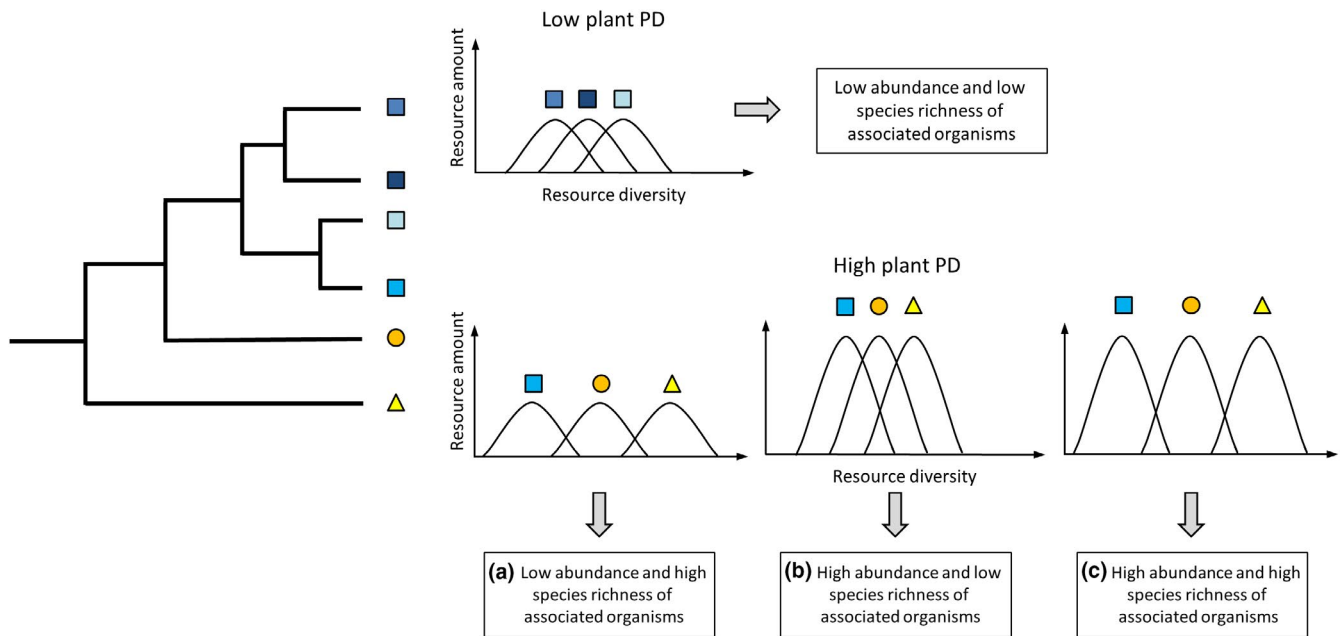 Low plant PD
Resource amount
Resource diversity
Low abundance and low
species richness of
associated organisms
High plant PD
Resource amount
Resource diversity
(a) Low abundance and high
species richness of
associated organisms
(b) High abundance and low
species richness of
associated organisms
(c) High abundance and high
species richness of
associated organisms